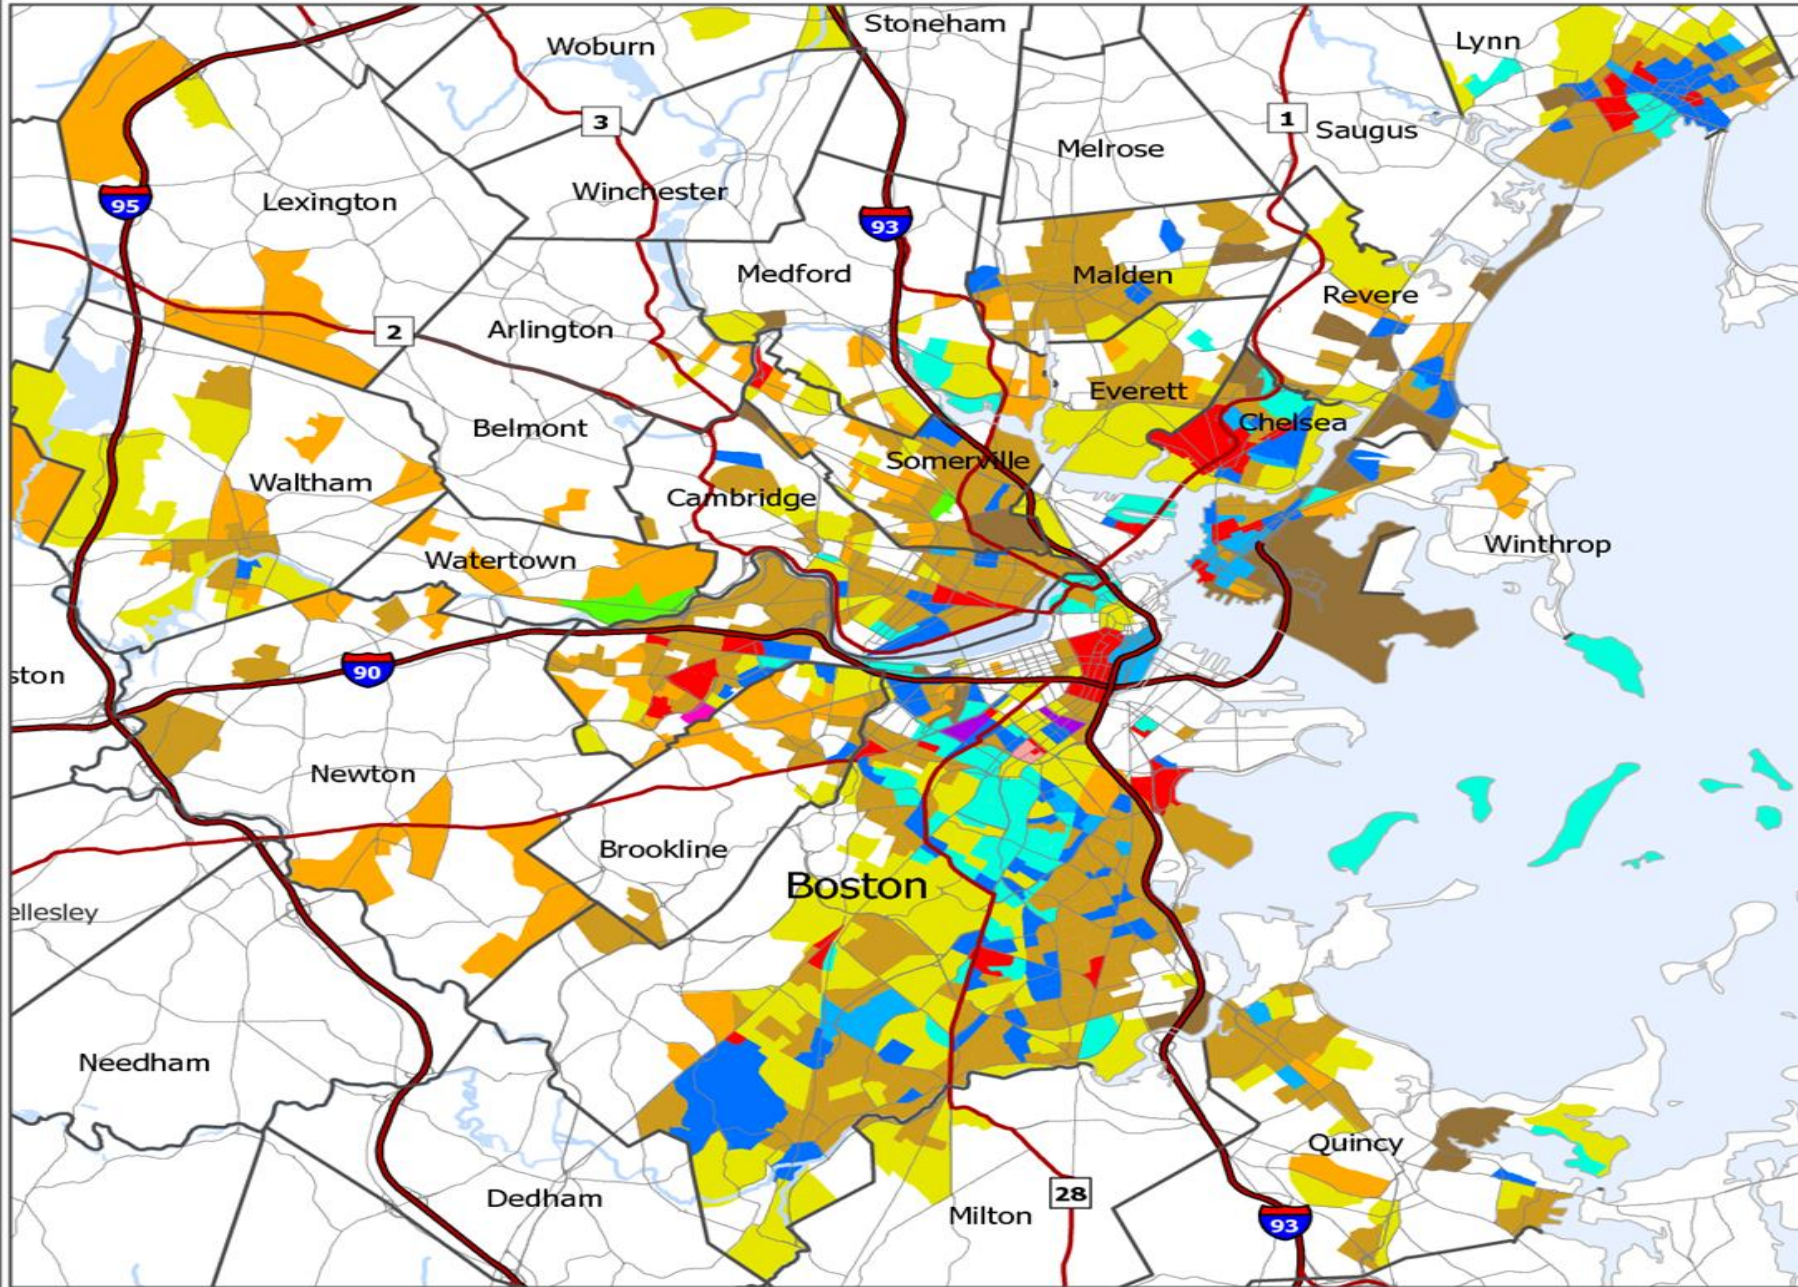 Stoneham
Lynn
Woburn
3
1
Saugus
Melrose
Winchester
95
Lexington
93
Medford
Malden
Revere
2
Arlington
Everett
Chelsea
Belmont
Somerville
Waltham
Cambridge
Winthrop
Watertown
90
ston
Newton
Brookline
Boston
ellesley
Needham
Quincy
Dedham
28
Milton
93